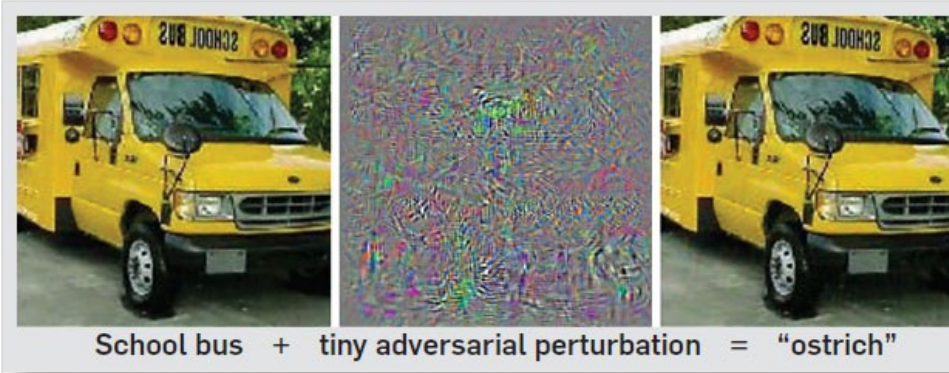 SCHOOL BUS
SCHOOL BUS
School bus + tiny adversarial perturbation = “ostrich”